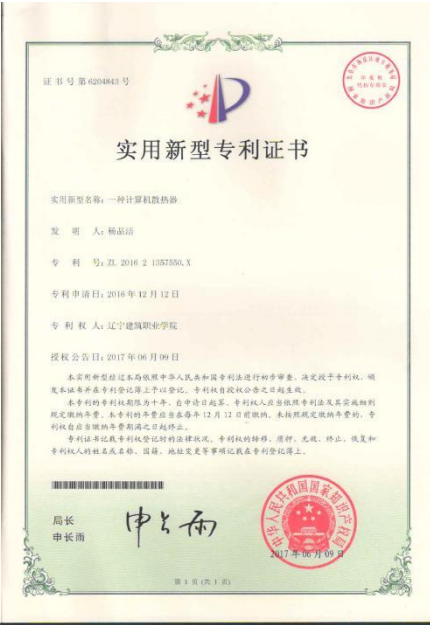 证书号第6204843号
实用新型专利证书
实用新型名称：一种计算机散热器
发 明 人：杨品洁
专 利 号：ZL 2016 2 1357550.X
专利申请日：2016年12月12日
专 利 权 人：辽宁建筑职业学院
授权公告日：2017年06月09日
本实用新型经过本局依照中华人民共和国专利法进行初步审查，决定授予专利权，颁
发本证书并在专利登记簿上予以登记。专利权自授权公告之日起生效。
本专利的专利权期限为十年，自申请日起算。专利权人应当依照专利法及其实施细则
规定缴纳年费。本专利的年费应当在每年12月12日前缴纳。未按照规定缴纳年费的，专
利权自应当缴纳年费期满之日起终止。
专利证书记载专利权登记时的法律状况。专利权的转移、质押、无效、终止、恢复和
专利权人的姓名或名称、国籍、地址变更等事项记载在专利登记簿上。
局长
申长雨
申长雨
中华人民共和国国家知识产权局
2017年06月09日
第 1 页 (共 1 页)